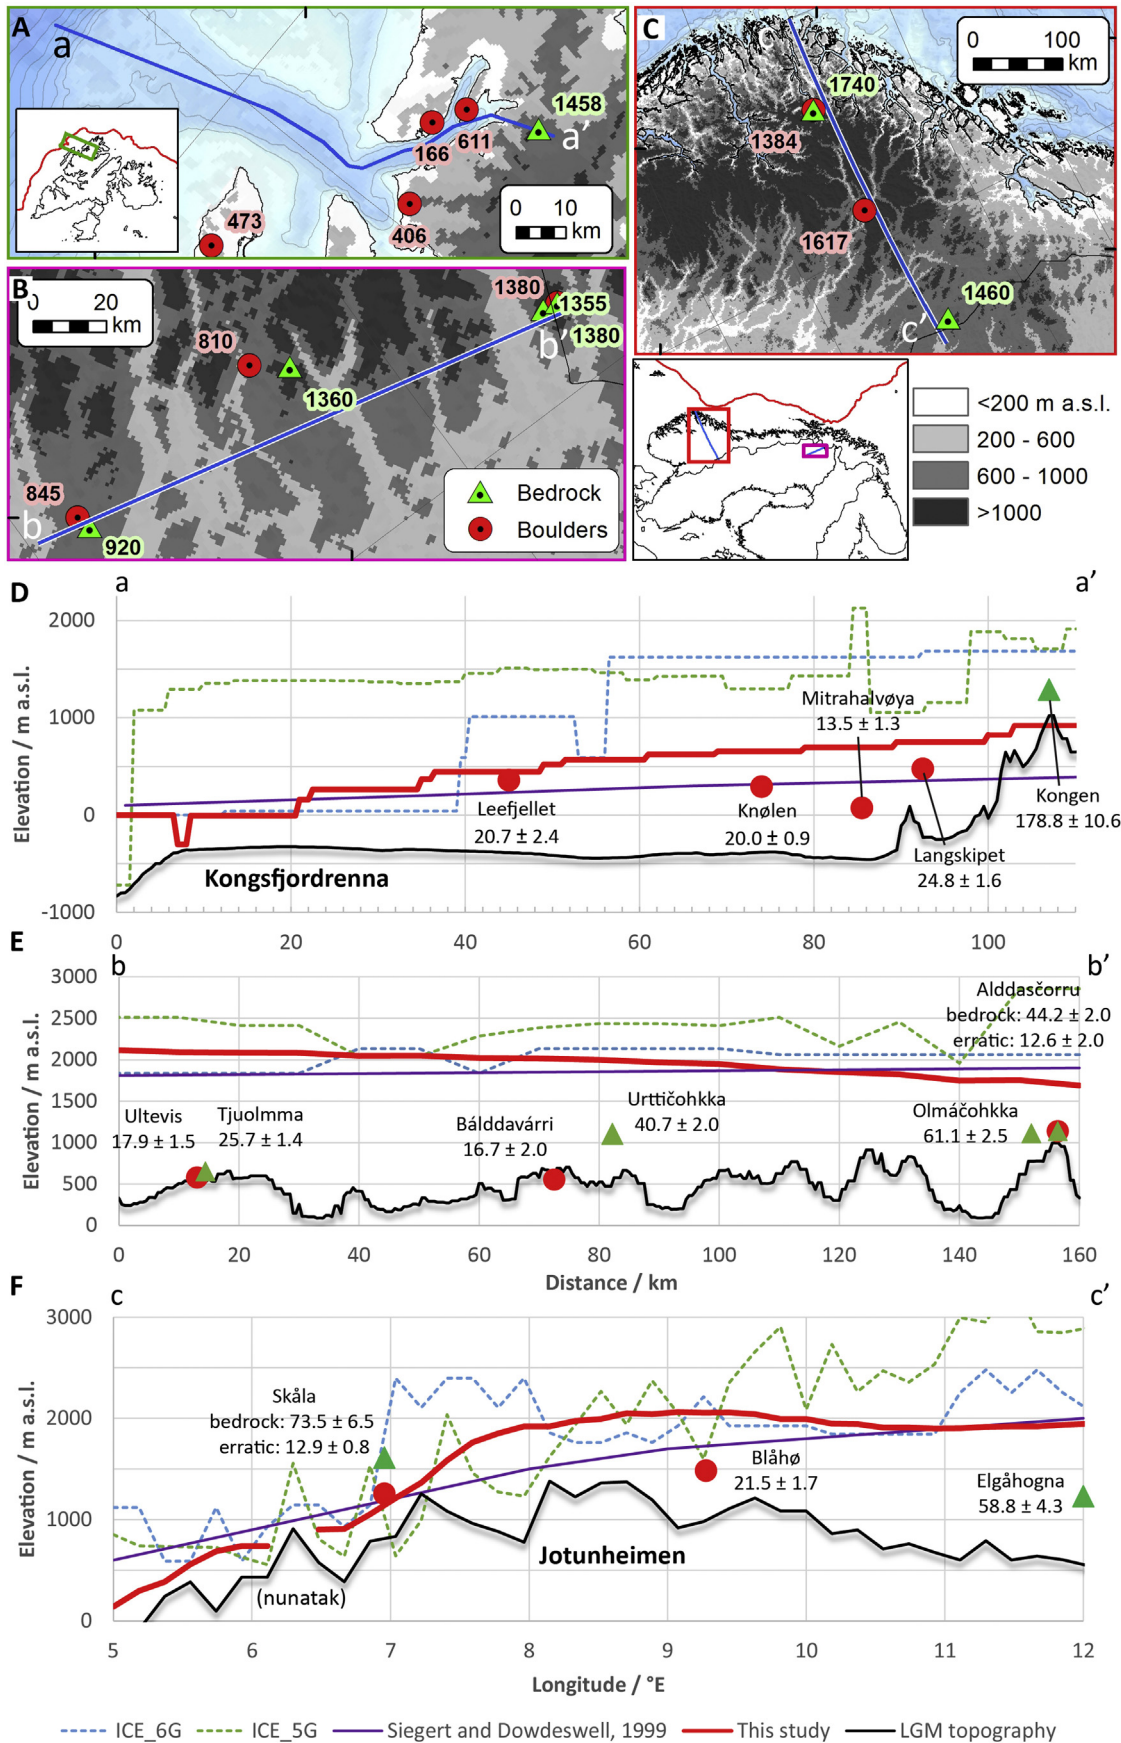 A
a
1458
a′
166
611
473
406
0 10
km
C
c
0 100
km
1740
1384
1617
1460
c′
B
0 20
km
1380
1355
1380
b′
810
1360
845
b
920
Bedrock
Boulders
<200 m a.s.l.
200 - 600
600 - 1000
>1000
D
a
a′
Elevation / m a.s.l.
2000
1000
0
-1000
Mitrahalvøya
13.5 ± 1.3
Leefjellet
20.7 ± 2.4
Knølen
20.0 ± 0.9
Kongen
178.8 ± 10.6
Langskipet
24.8 ± 1.6
Kongsfjordrenna
0 20 40 60 80 100
E
b
b′
Elevation / m a.s.l.
3000
2500
2000
1500
1000
500
0
Alddasčorru
bedrock: 44.2 ± 2.0
erratic: 12.6 ± 2.0
Ultevis
17.9 ± 1.5
Tjuolmma
25.7 ± 1.4
Bálddavárri
16.7 ± 2.0
Urttičohkka
40.7 ± 2.0
Olmáčohkka
61.1 ± 2.5
0 20 40 60 80 100 120 140 160
Distance / km
F
c
c′
Elevation / m a.s.l.
3000
2000
1000
0
Skåla
bedrock: 73.5 ± 6.5
erratic: 12.9 ± 0.8
Blåhø
21.5 ± 1.7
Elgåhogna
58.8 ± 4.3
Jotunheimen
(nunatak)
5 6 7 8 9 10 11 12
Longitude / °E
ICE_6G ICE_5G Siegert and Dowdeswell, 1999 This study LGM topography